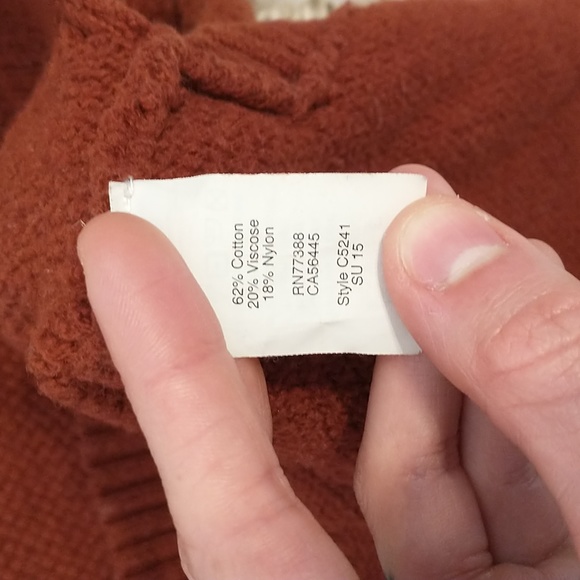 62% Cotton
20% Viscose
18% Nylon
RN77388
CA56445
Style C5241
SU 15